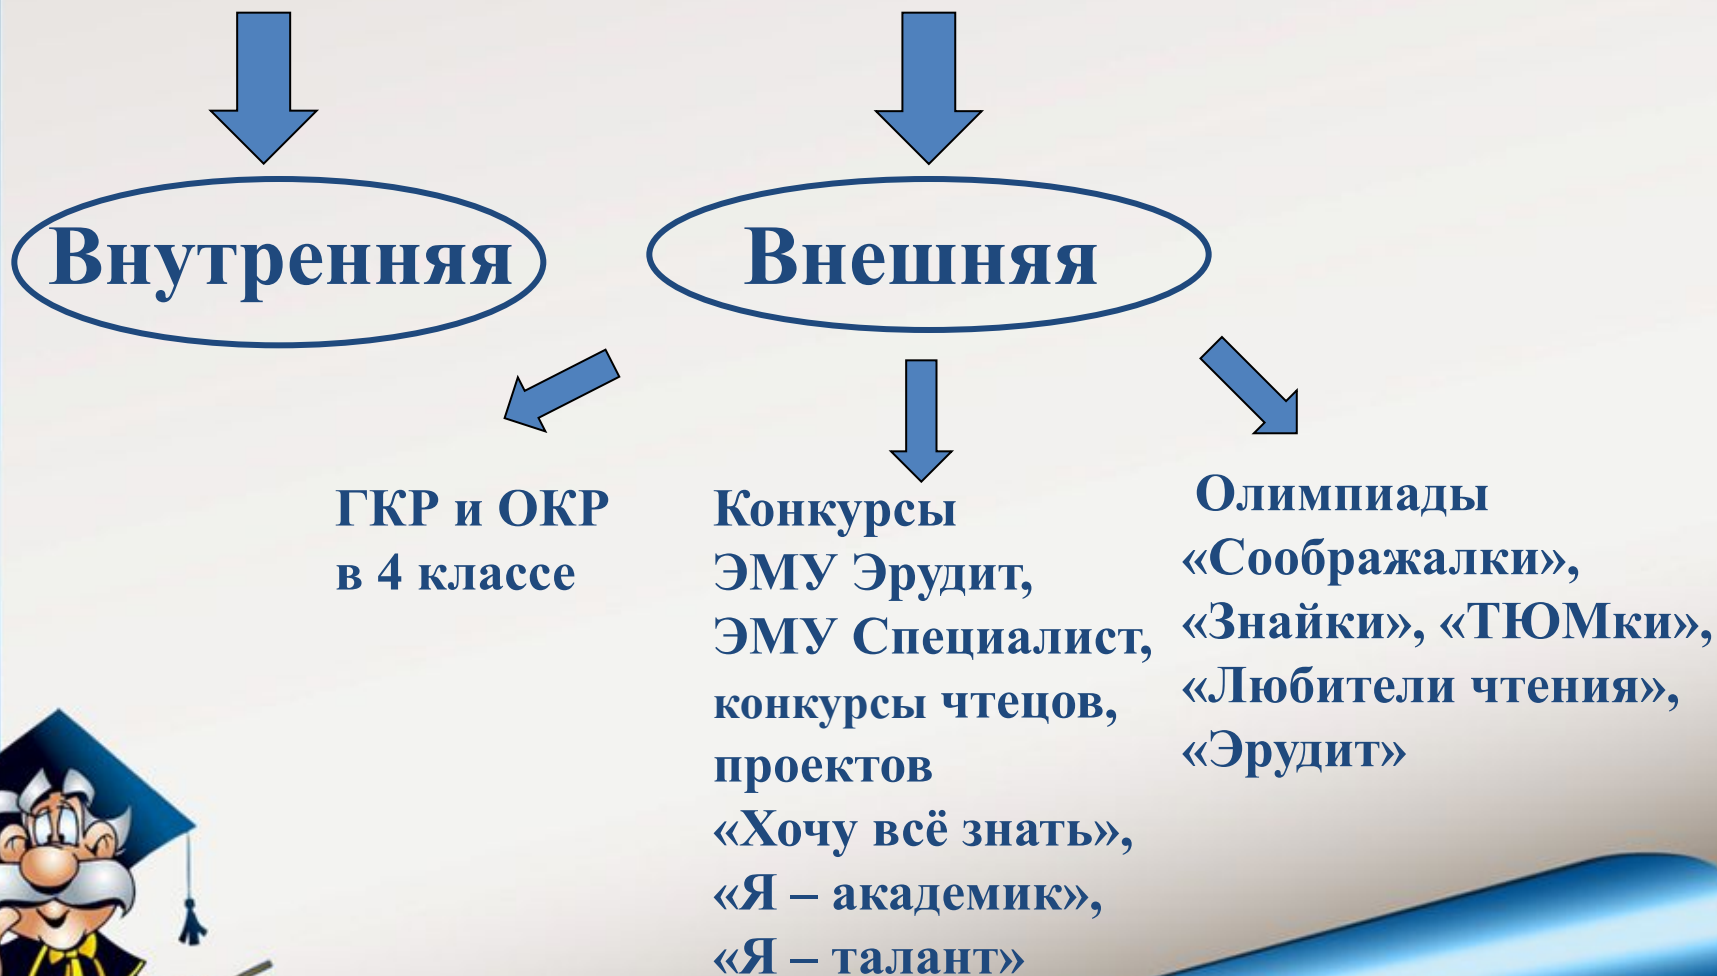 Внутренняя
Внешняя
ГКР и ОКР
в 4 классе
Конкурсы
ЭМУ Эрудит,
ЭМУ Специалист,
конкурсы чтецов,
проектов
«Хочу всё знать»,
«Я – академик»,
«Я – талант»
Олимпиады
«Соображалки»,
«Знайки», «ТЮМки»,
«Любители чтения»,
«Эрудит»